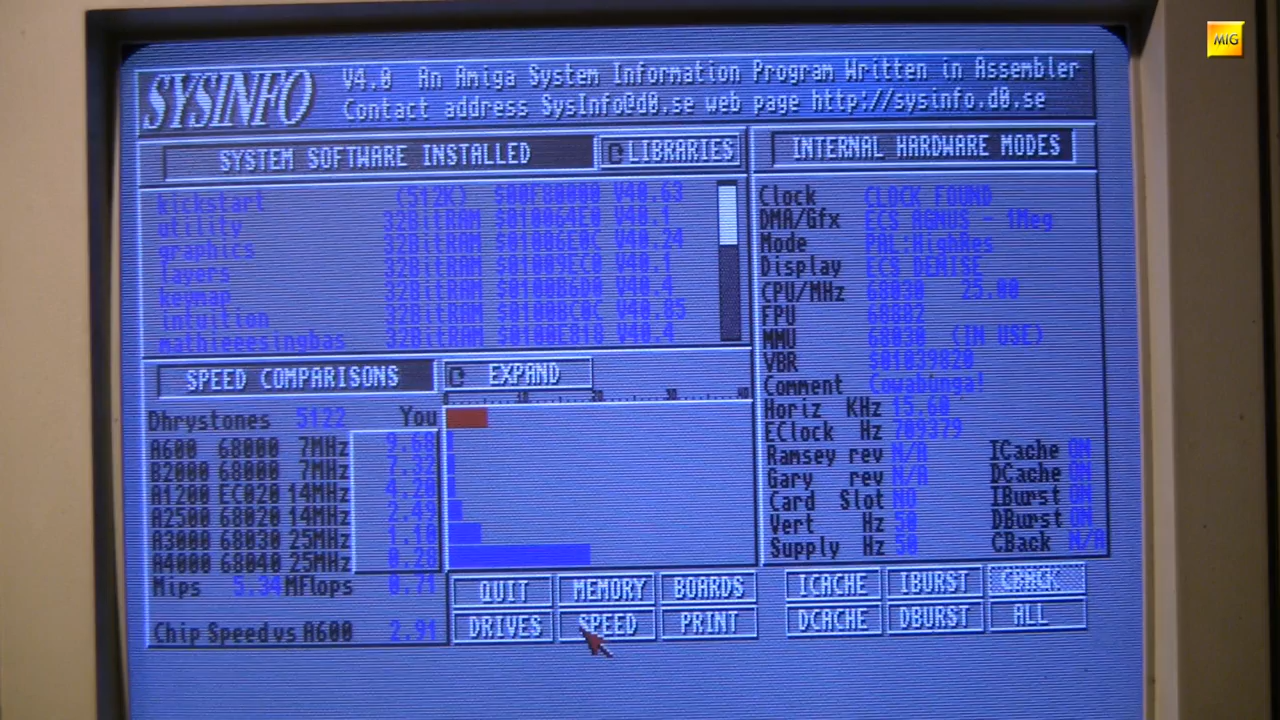 MIG
SYSINFO
V4.0 An Amiga System Information Program Written in Assembler
Contact address SysInfo@d0.se web page http://sysinfo.d0.se
SYSTEM SOFTWARE INSTALLED
LIBRARIES
kickstart (512K) $00F80000 V40.63
utility 32BitRAM $010064E0 V40.1
graphics 32BitRAM $01006E0C V40.24
layers 32BitRAM $01009EC0 V40.1
keymap 32BitRAM V40.4
intuition 32BitRAM $0100BC0C V40.85
mathieeesingbas 32BitRAM $0100E818 V40.4
INTERNAL HARDWARE MODES
Clock CLOCK FOUND
DMA/Gfx ECS AGNUS - 1Meg
Mode PAL:HighRes
Display ECS DENISE
CPU/MHz 68030 25.00
FPU 68882
MMU 68030 (IN USE)
VBR $01039820
Comment Cowabunga!
Horiz KHz 15.60
EClock Hz 709379
Ramsey rev N/A ICache ON
Gary rev N/A DCache ON
Card Slot NO IBurst ON
Vert Hz 50 DBurst ON
Supply Hz 50 CBack N/A
SPEED COMPARISONS
EXPAND
Dhrystones 5122 You
A600 68000 7MHz 9.68
B2000 68000 7MHz 7.32
A1200 EC020 14MHz 4.20
A2500 68020 14MHz 2.49
A3000 68030 25MHz 1.10
A4000 68040 25MHz 0.28
Mips 5.34 MFlops 0.71
Chip Speed vs A600 2.91
QUIT MEMORY BOARDS
DRIVES SPEED PRINT
ICACHE IBURST CBACK
DCACHE DBURST ALL